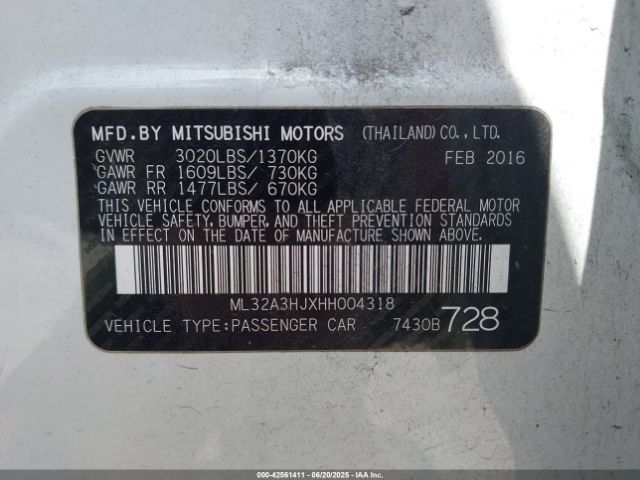 MFD.BY MITSUBISHI MOTORS (THAILAND) CO., LTD.
GVWR 3020LBS/1370KG FEB 2016
GAWR FR 1609LBS/ 730KG
GAWR RR 1477LBS/ 670KG
THIS VEHICLE CONFORMS TO ALL APPLICABLE FEDERAL MOTOR
VEHICLE SAFETY, BUMPER, AND THEFT PREVENTION STANDARDS
IN EFFECT ON THE DATE OF MANUFACTURE SHOWN ABOVE.
ML32A3HJXHH004318
VEHICLE TYPE:PASSENGER CAR 7430B 728
000-42561411 - 06/20/2025 - IAAI.COM